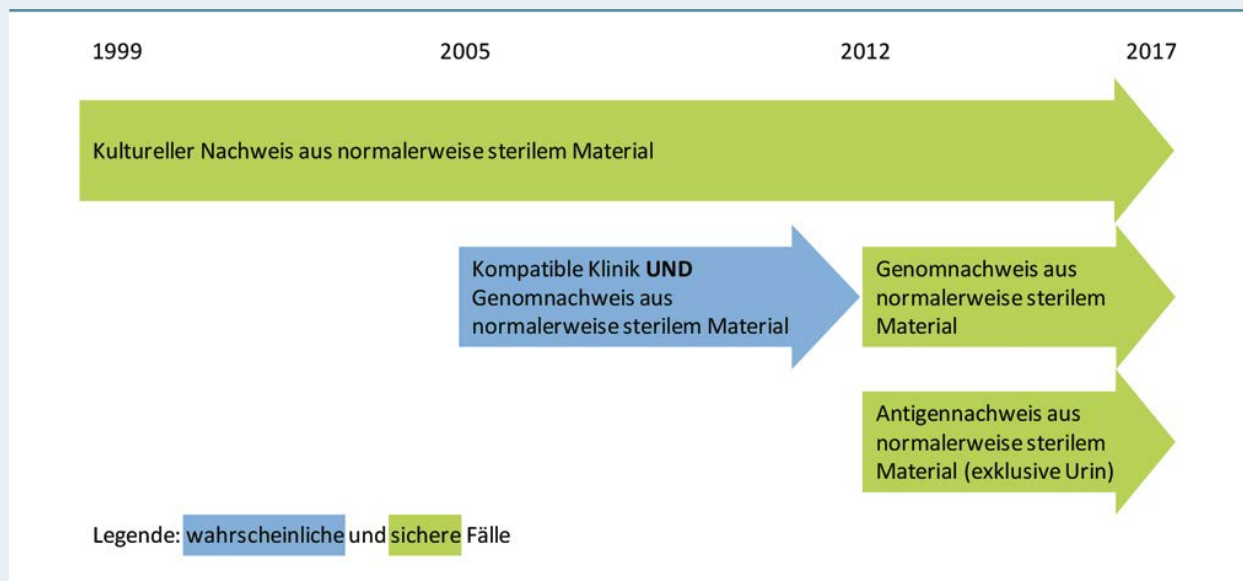 1999 2005 2012 2017
Kultureller Nachweis aus normalerweise sterilem Material
Kompatible Klinik UND
Genomnachweis aus
normalerweise sterilem Material
Genomnachweis aus
normalerweise sterilem
Material
Antigennachweis aus
normalerweise sterilem
Material (exklusive Urin)
Legende: wahrscheinliche und sichere Fälle